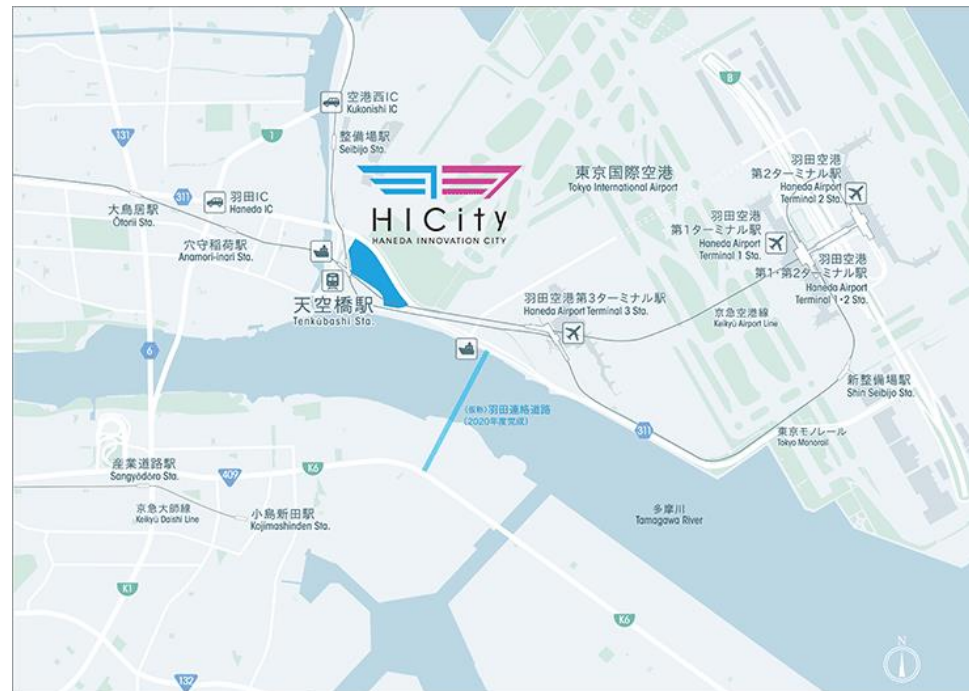 空港西IC
Kukonishi IC
8
131
1
整備場駅
Seibijo Sta.
羽田空港
第2ターミナル駅
Haneda Airport
Terminal 2 Sta.
東京国際空港
Tokyo International Airport
311
羽田IC
Haneda IC
大鳥居駅
Ōtorii Sta.
HICity
HANEDA INNOVATION CITY
羽田空港
第1ターミナル駅
Haneda Airport
Terminal 1 Sta.
穴守稲荷駅
Anamori-inari Sta.
羽田空港
第1・第2ターミナル駅
Haneda Airport
Terminal 1・2 Sta.
天空橋駅
Tenkūbashi Sta.
羽田空港第3ターミナル駅
Haneda Airport Terminal 3 Sta.
京急空港線
Keikyū Airport Line
6
新整備場駅
Shin Seibijo Sta.
〈仮称〉羽田連絡道路
(2020年度完成)
311
東京モノレール
Tokyo Monorail
産業道路駅
Sangyōdōro Sta.
409
K6
京急大師線
Keikyū Daishi Line
小島新田駅
Kojimashinden Sta.
多摩川
Tamagawa River
K1
K6
132
N